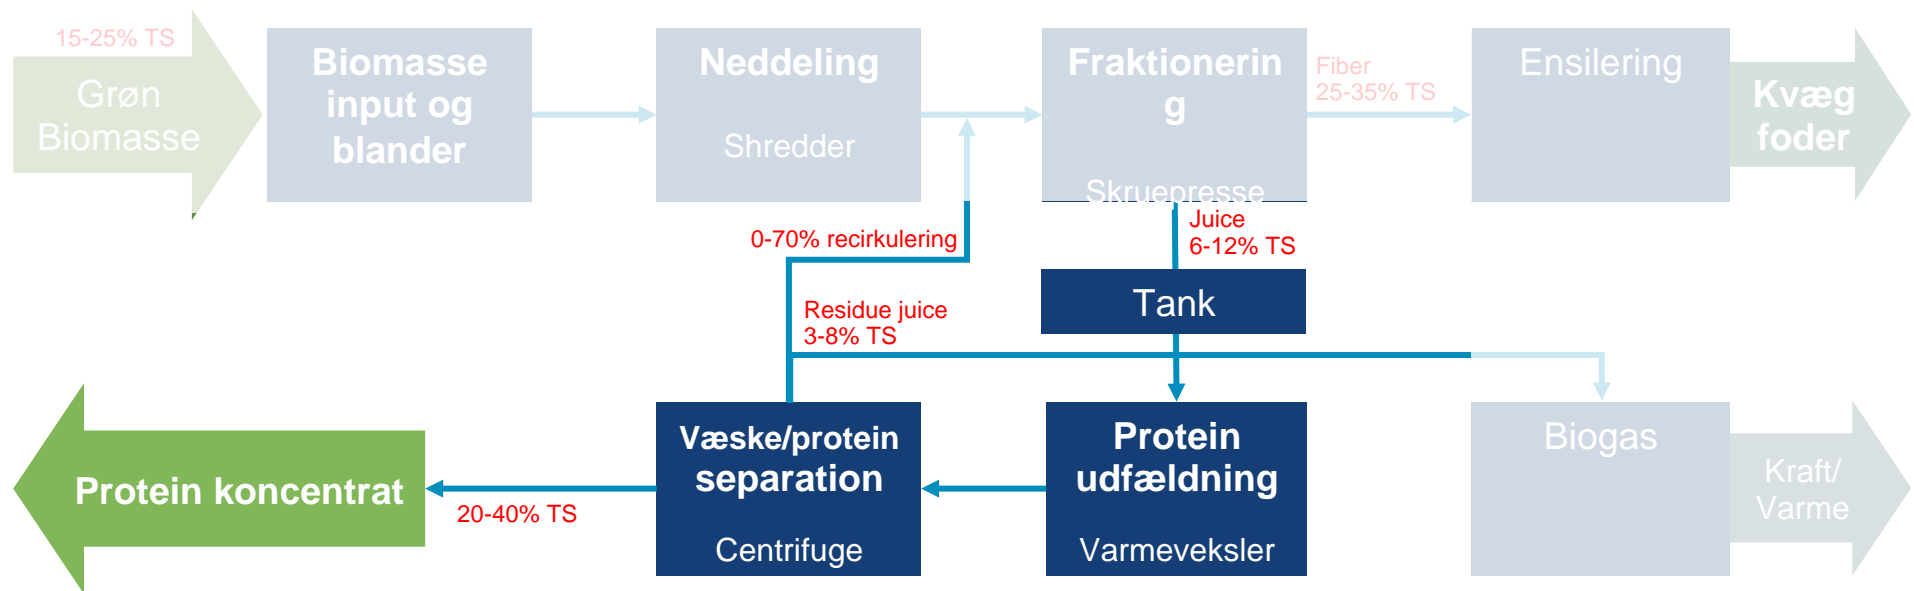 15-25% TS
Grøn
Biomasse
Biomasse
input og
blander
Neddeling
Shredder
Fraktionerin
g
Skruepresse
Fiber
25-35% TS
Ensilering
Kvæg
foder
0-70% recirkulering
Juice
6-12% TS
Tank
Residue juice
3-8% TS
Protein koncentrat
20-40% TS
Væske/protein
separation
Centrifuge
Protein
udfældning
Varmeveksler
Biogas
Kraft/
Varme